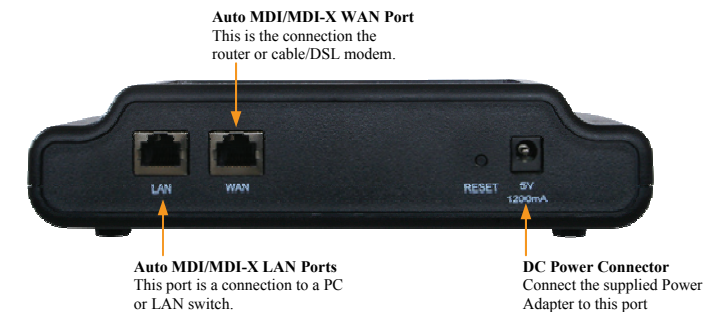 Auto MDI/MDI-X WAN Port
This is the connection the
router or cable/DSL modem.
LAN
WAN
RESET
5V
1200mA
Auto MDI/MDI-X LAN Ports
This port is a connection to a PC
or LAN switch.
DC Power Connector
Connect the supplied Power
Adapter to this port